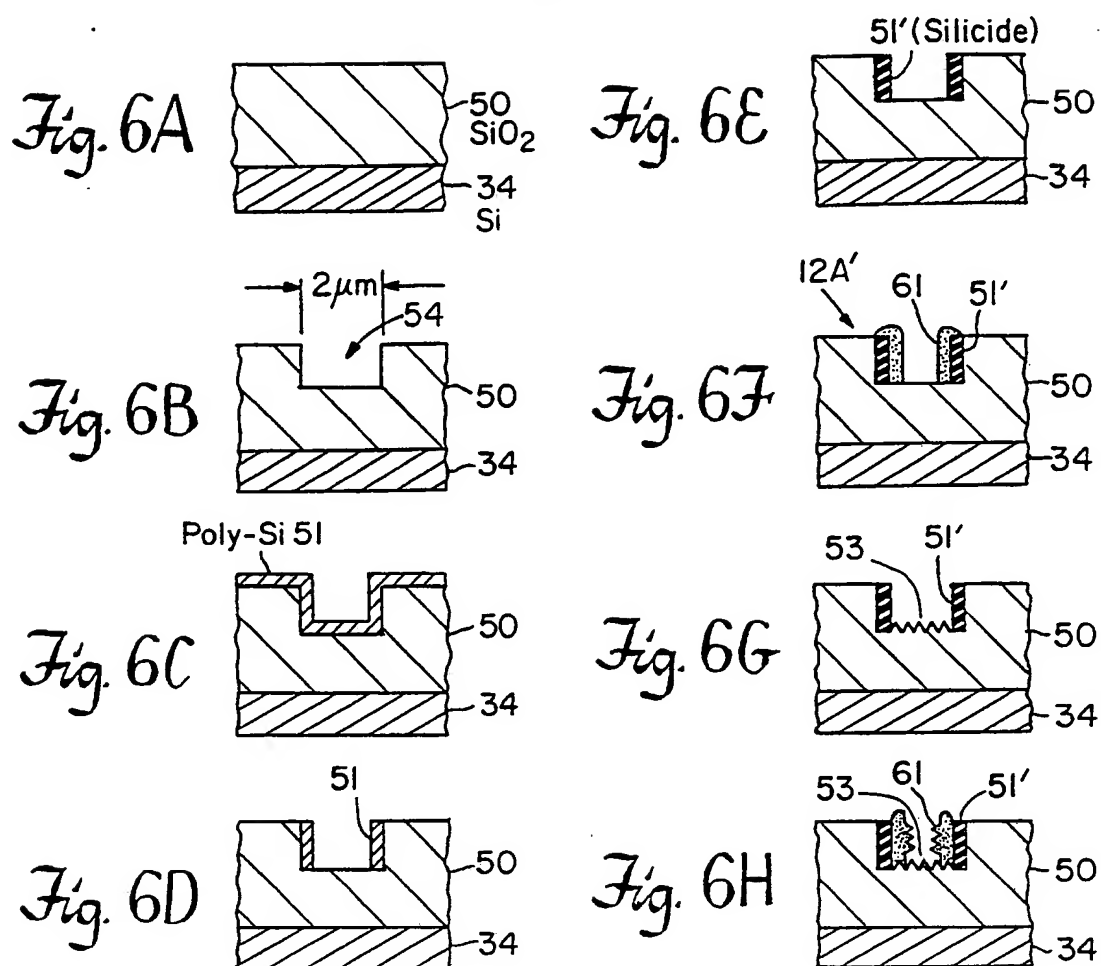 Fig. 6A
50
SiO2
34
Si
Fig. 6B
2μm
54
50
34
Fig. 6C
Poly-Si 51
50
34
Fig. 6D
51
50
34
Fig. 6E
51′(Silicide)
50
34
Fig. 6F
12A′
61
51′
50
34
Fig. 6G
53
51′
50
34
Fig. 6H
53
61
51′
50
34